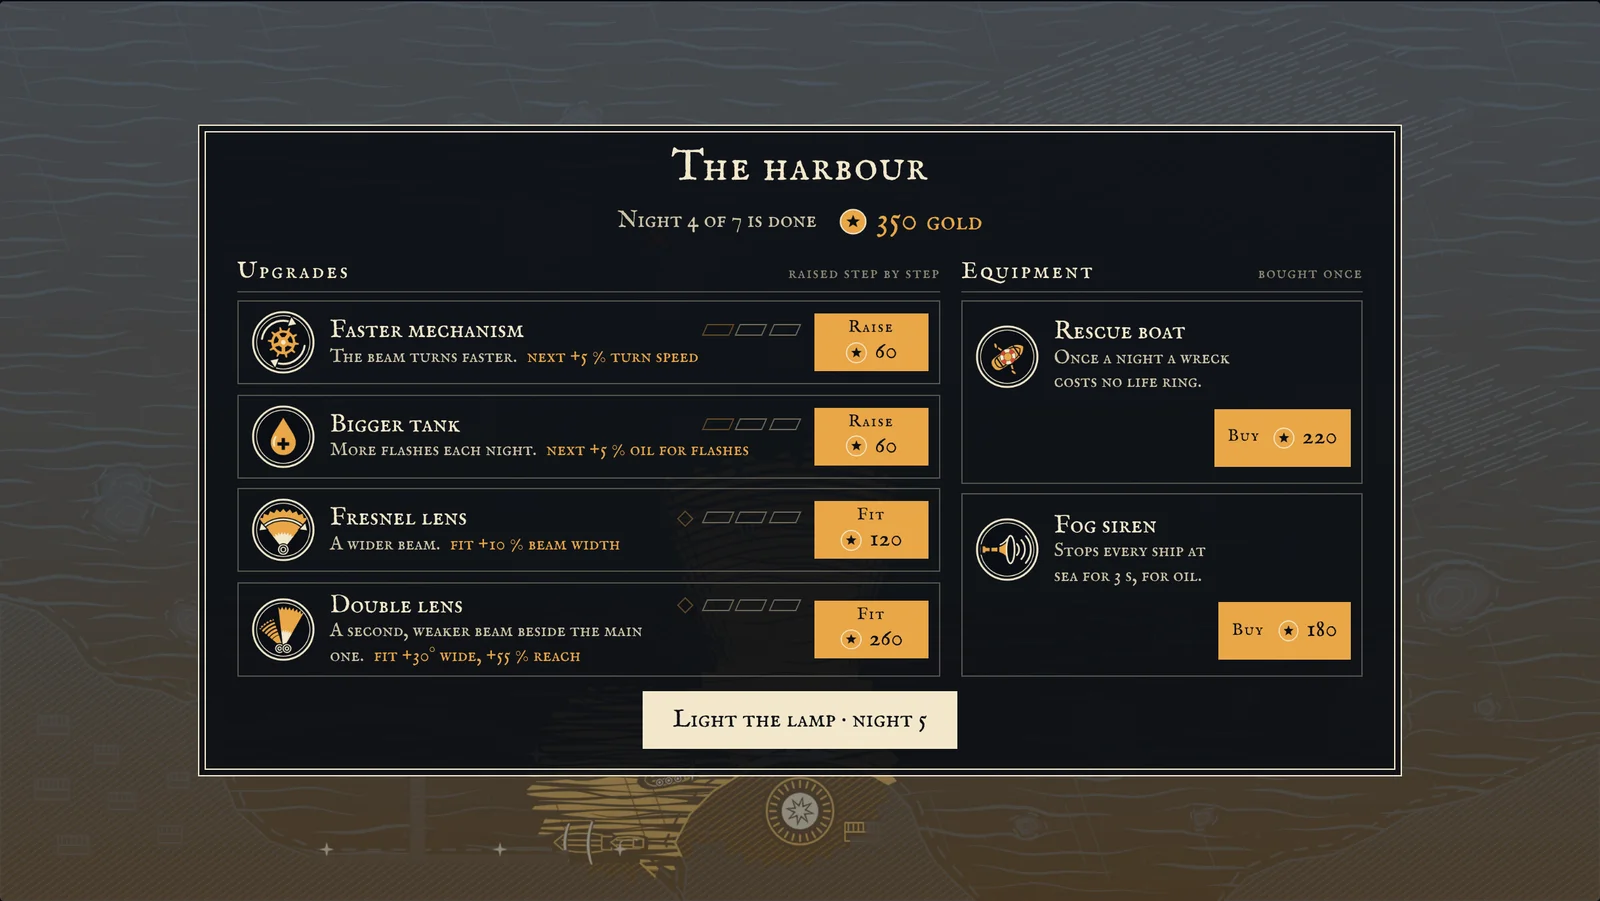 The harbour
Night 4 of 7 is done 350 gold
Upgrades raised step by step
Faster mechanism
The beam turns faster. next +5 % turn speed
Raise
60
Bigger tank
More flashes each night. next +5 % oil for flashes
Raise
60
Fresnel lens
A wider beam. fit +10 % beam width
Fit
120
Double lens
A second, weaker beam beside the main
one. fit +30° wide, +55 % reach
Fit
260
Equipment bought once
Rescue boat
Once a night a wreck
costs no life ring.
Buy 220
Fog siren
Stops every ship at
sea for 3 s, for oil.
Buy 180
Light the lamp · night 5